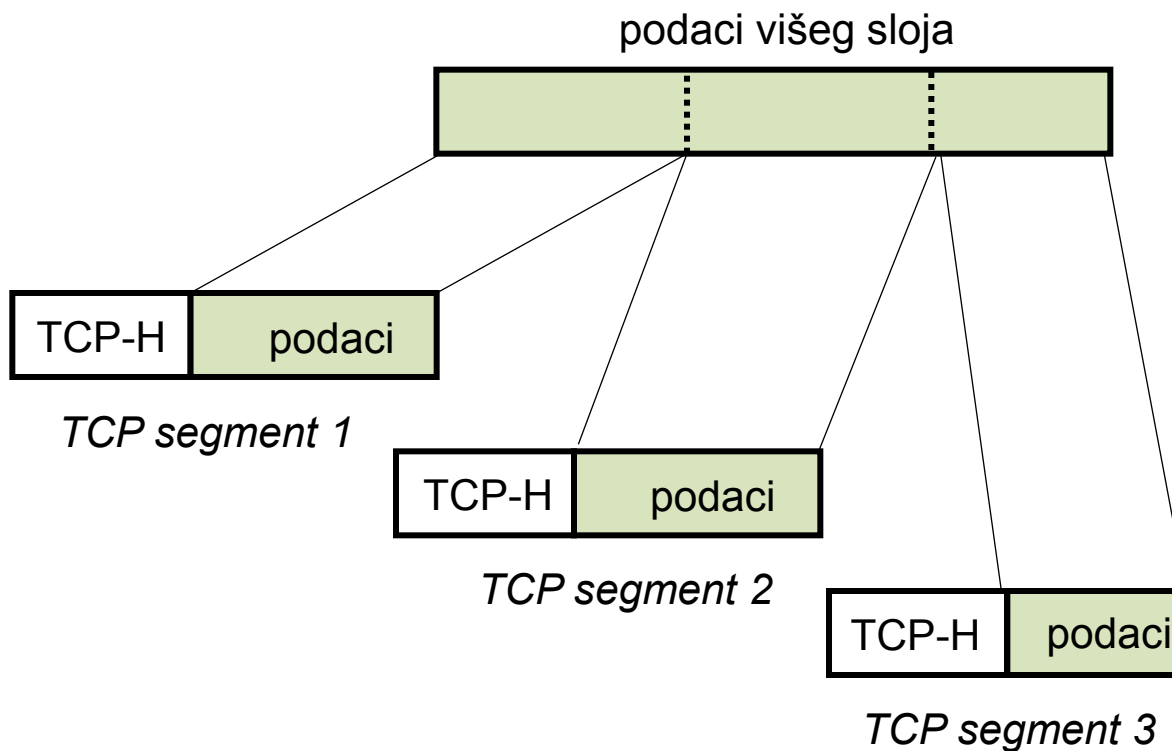 podaci višeg sloja
TCP-H podaci
TCP segment 1
TCP-H podaci
TCP segment 2
TCP-H podaci
TCP segment 3